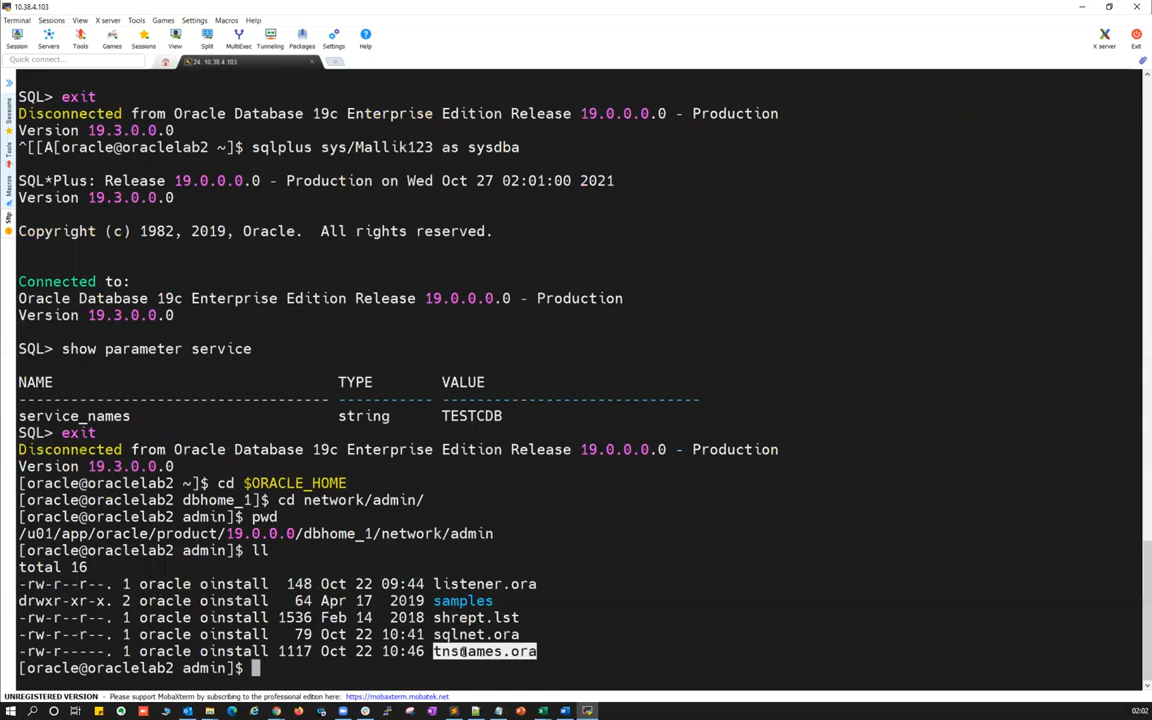 10.38.4.103
Terminal Sessions View X server Tools Games Settings Macros Help
Session Servers Tools Games Sessions View Split MultiExec Tunneling Packages Settings Help X server Exit
Quick connect...
24. 10.38.4.103
Sessions
Tools
Macros
Sftp
SQL> exit
Disconnected from Oracle Database 19c Enterprise Edition Release 19.0.0.0.0 - Production
Version 19.3.0.0.0
^[[A[oracle@oraclelab2 ~]$ sqlplus sys/Mallik123 as sysdba
SQL*Plus: Release 19.0.0.0.0 - Production on Wed Oct 27 02:01:00 2021
Version 19.3.0.0.0
Copyright (c) 1982, 2019, Oracle.  All rights reserved.
Connected to:
Oracle Database 19c Enterprise Edition Release 19.0.0.0.0 - Production
Version 19.3.0.0.0
SQL> show parameter service
NAME TYPE VALUE
------------------------------------ ----------- ------------------------------
service_names string TESTCDB
SQL> exit
Disconnected from Oracle Database 19c Enterprise Edition Release 19.0.0.0.0 - Production
Version 19.3.0.0.0
[oracle@oraclelab2 ~]$ cd $ORACLE_HOME
[oracle@oraclelab2 dbhome_1]$ cd network/admin/
[oracle@oraclelab2 admin]$ pwd
/u01/app/oracle/product/19.0.0.0/dbhome_1/network/admin
[oracle@oraclelab2 admin]$ ll
total 16
-rw-r--r--. 1 oracle oinstall  148 Oct 22 09:44 listener.ora
drwxr-xr-x. 2 oracle oinstall   64 Apr 17  2019 samples
-rw-r--r--. 1 oracle oinstall 1536 Feb 14  2018 shrept.lst
-rw-r--r--. 1 oracle oinstall   79 Oct 22 10:41 sqlnet.ora
-rw-r-----. 1 oracle oinstall 1117 Oct 22 10:46 tnsnames.ora
[oracle@oraclelab2 admin]$
UNREGISTERED VERSION - Please support MobaXterm by subscribing to the professional edition here: https://mobaxterm.mobatek.net
02:02